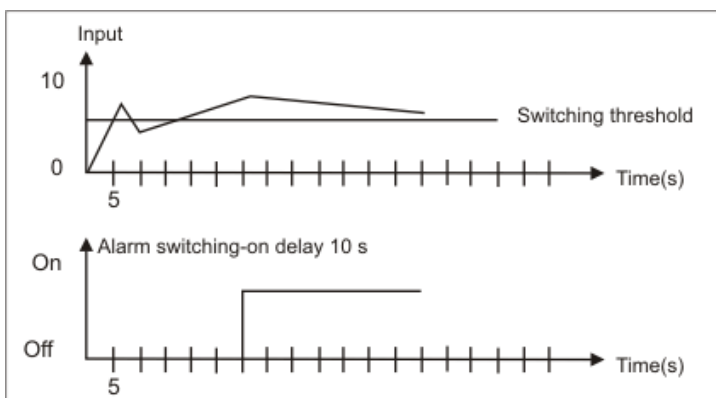 Input
10
Switching threshold
0
Time(s)
5
Alarm switching-on delay 10 s
On
Off
Time(s)
5